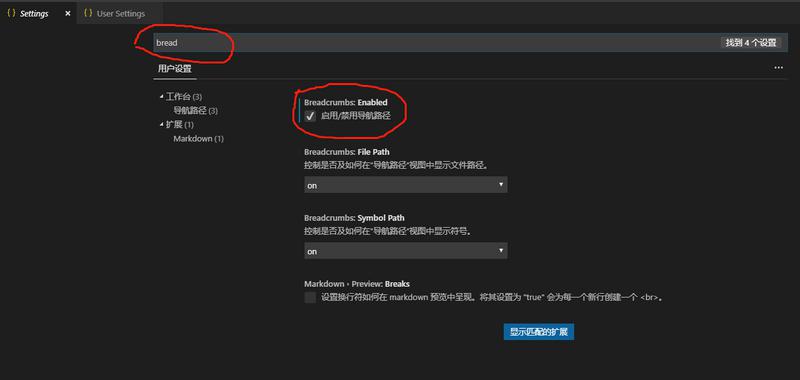 { } Settings × { } User Settings
bread 找到 4 个设置
用户设置 ...
工作台 (3)
导航路径 (3)
扩展 (1)
Markdown (1)
Breadcrumbs: Enabled
启用/禁用导航路径
Breadcrumbs: File Path
控制是否及如何在"导航路径"视图中显示文件路径。
on
Breadcrumbs: Symbol Path
控制是否及如何在"导航路径"视图中显示符号。
on
Markdown › Preview: Breaks
设置换行符如何在 markdown 预览中呈现。将其设置为 "true" 会为每一个新行创建一个 <br>。
显示匹配的扩展